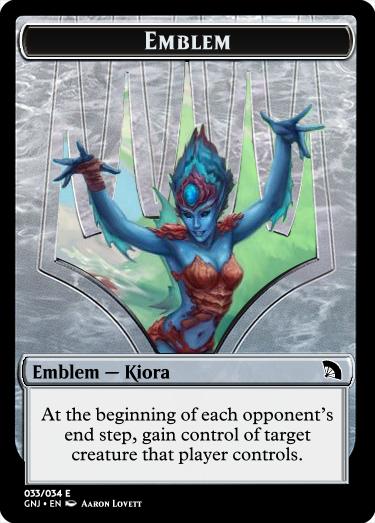 EMBLEM
Emblem — Kiora
At the beginning of each opponent's
end step, gain control of target
creature that player controls.
033/034 E
GNJ • EN AARON LOVETT